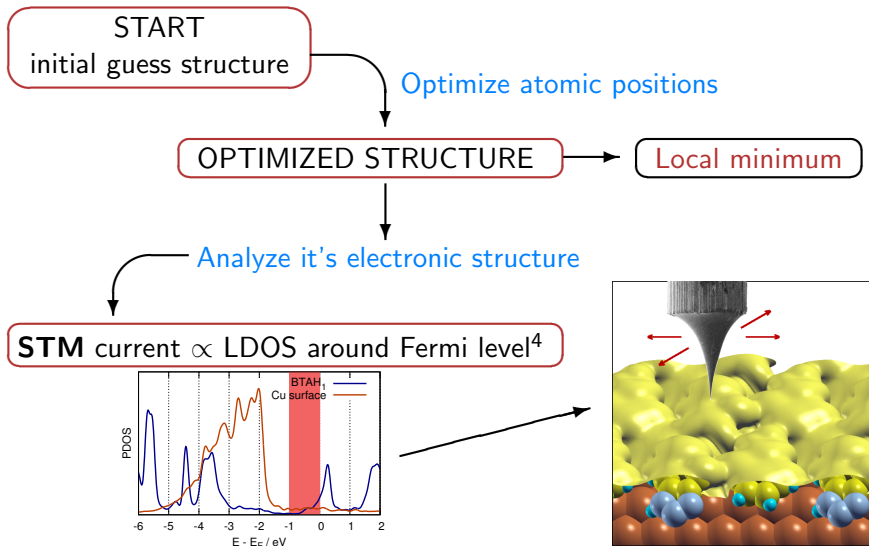 START
initial guess structure
Optimize atomic positions
OPTIMIZED STRUCTURE
Local minimum
Analyze it's electronic structure
STM current ∝ LDOS around Fermi level⁴
BTAH₁
Cu surface
PDOS
-6 -5 -4 -3 -2 -1 0 1 2
E - E_F / eV